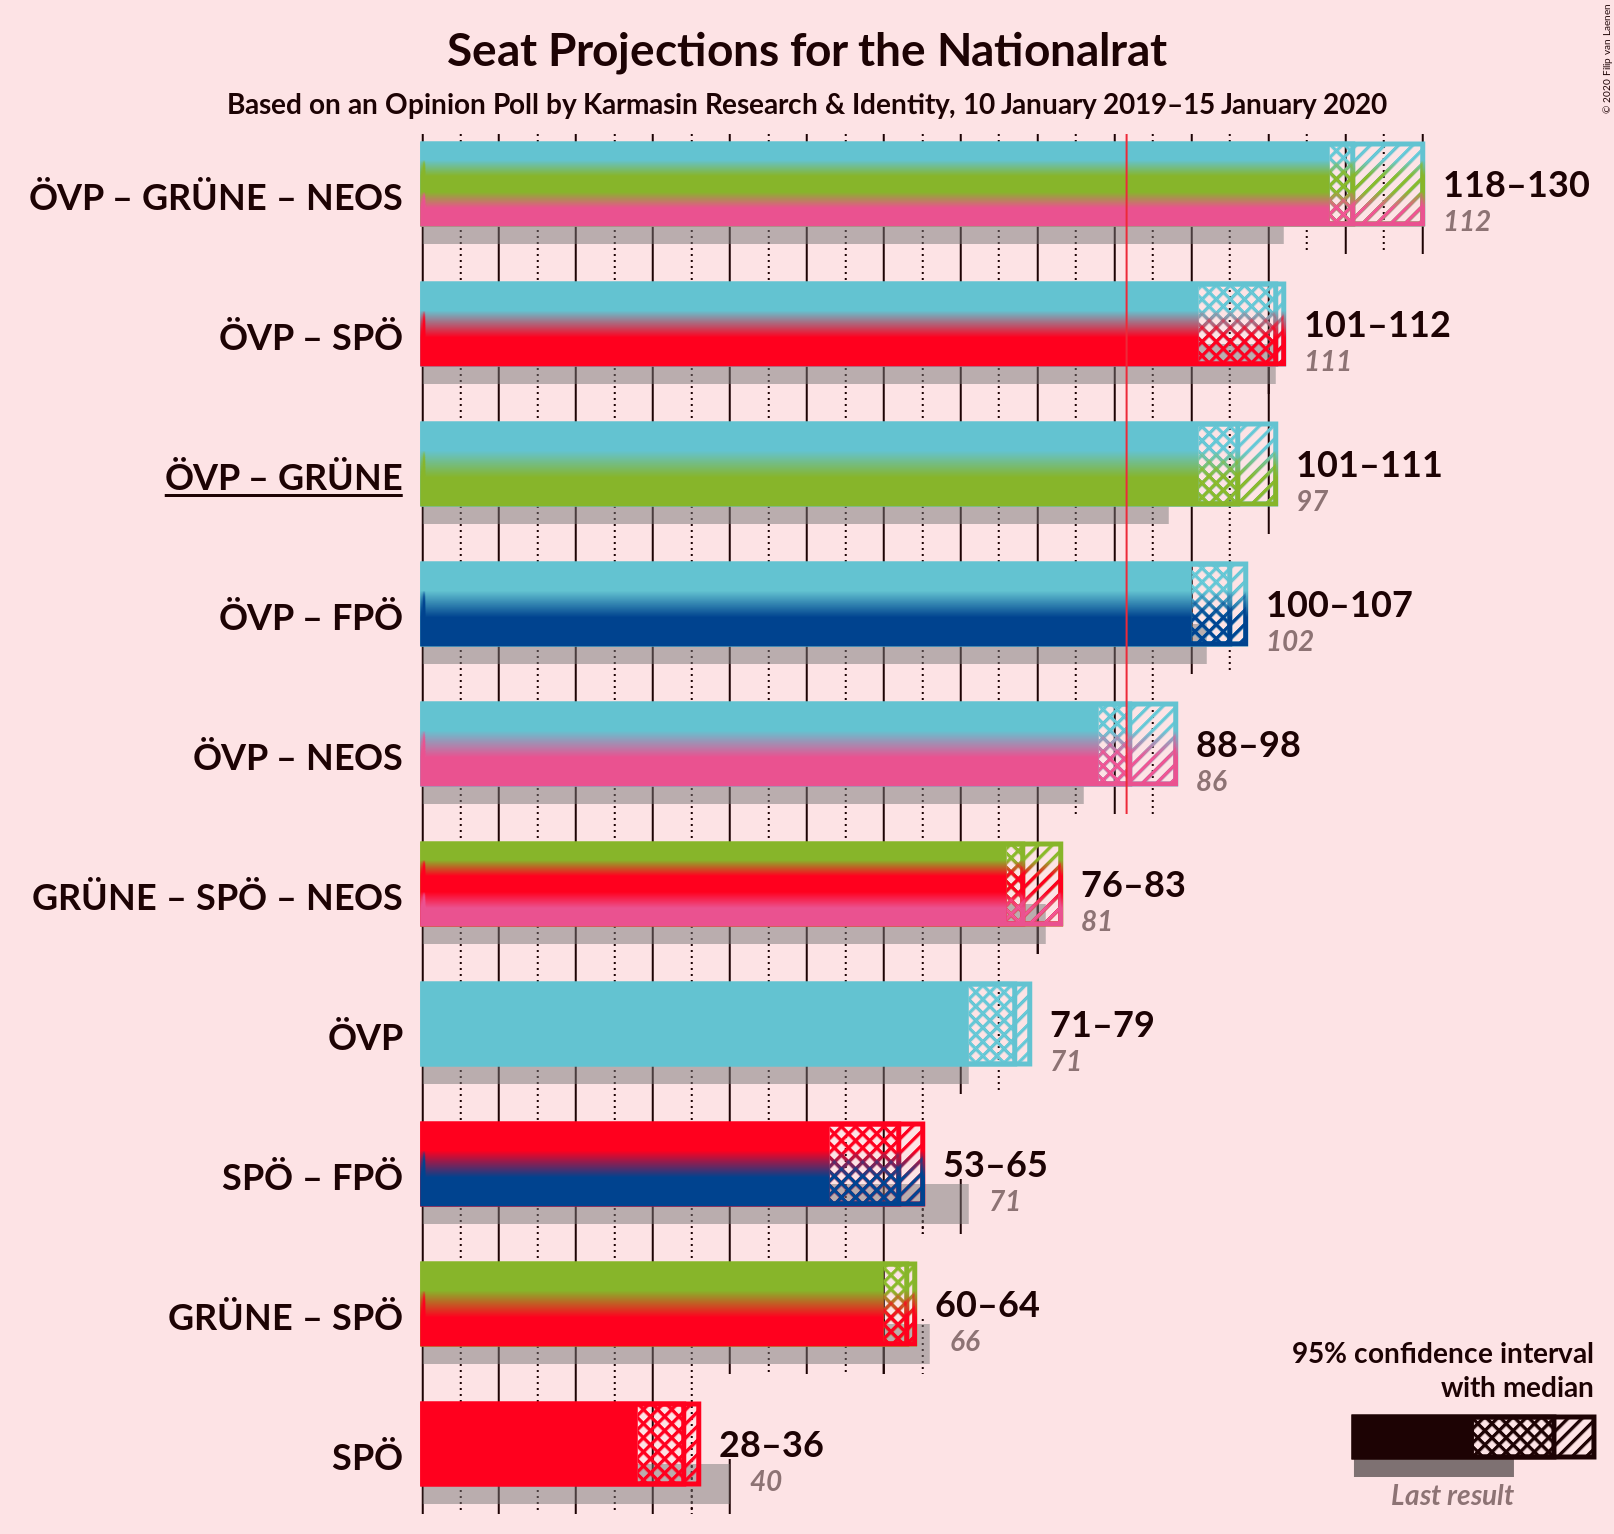 Seat Projections for the Nationalrat
Based on an Opinion Poll by Karmasin Research & Identity, 10 January 2019–15 January 2020
© 2020 Filip van Laenen
ÖVP – GRÜNE – NEOS
118–130
112
ÖVP – SPÖ
101–112
111
ÖVP – GRÜNE
101–111
97
ÖVP – FPÖ
100–107
102
ÖVP – NEOS
88–98
86
GRÜNE – SPÖ – NEOS
76–83
81
ÖVP
71–79
71
SPÖ – FPÖ
53–65
71
GRÜNE – SPÖ
60–64
66
SPÖ
28–36
40
95% confidence interval
with median
Last result